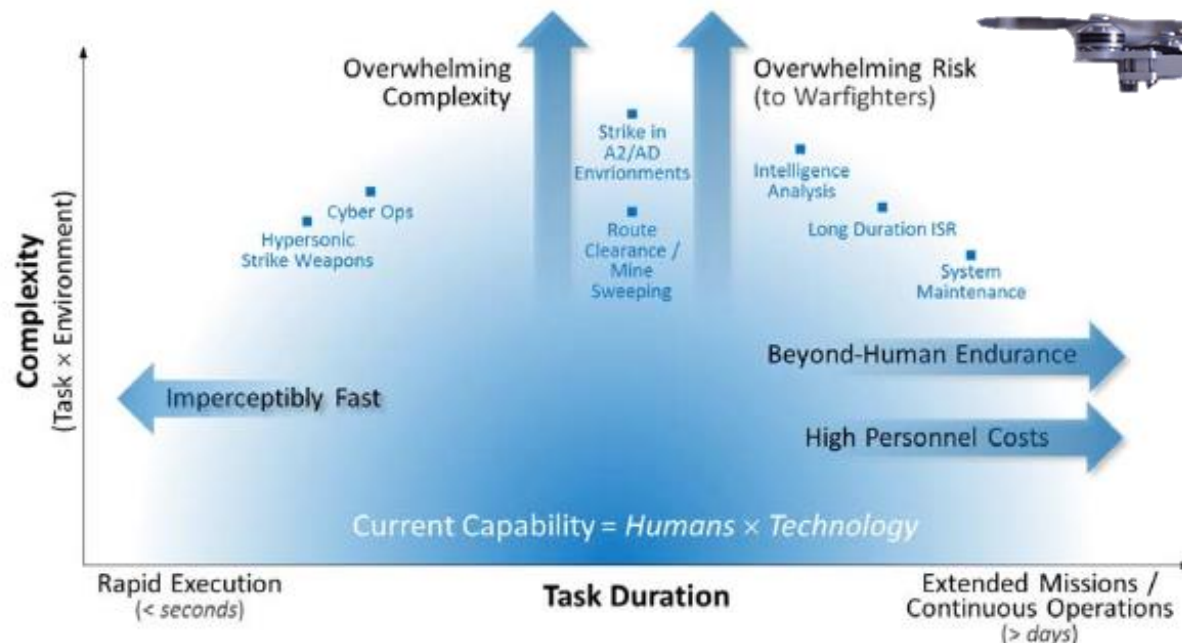 Overwhelming
Complexity
Overwhelming Risk
(to Warfighters)
Strike in
A2/AD
Envrionments
Intelligence
Analysis
Cyber Ops
Hypersonic
Strike Weapons
Route
Clearance /
Mine
Sweeping
Long Duration ISR
System
Maintenance
Complexity
(Task × Environment)
Beyond-Human Endurance
Imperceptibly Fast
High Personnel Costs
Current Capability = Humans × Technology
Rapid Execution
(< seconds)
Task Duration
Extended Missions /
Continuous Operations
(> days)